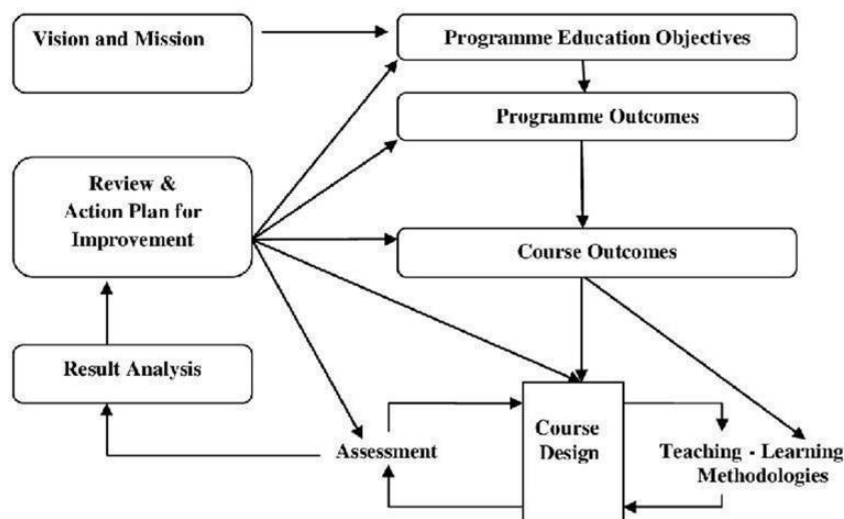 Vision and Mission
Programme Education Objectives
Programme Outcomes
Review &
Action Plan for
Improvement
Course Outcomes
Result Analysis
Assessment
Course
Design
Teaching - Learning
Methodologies